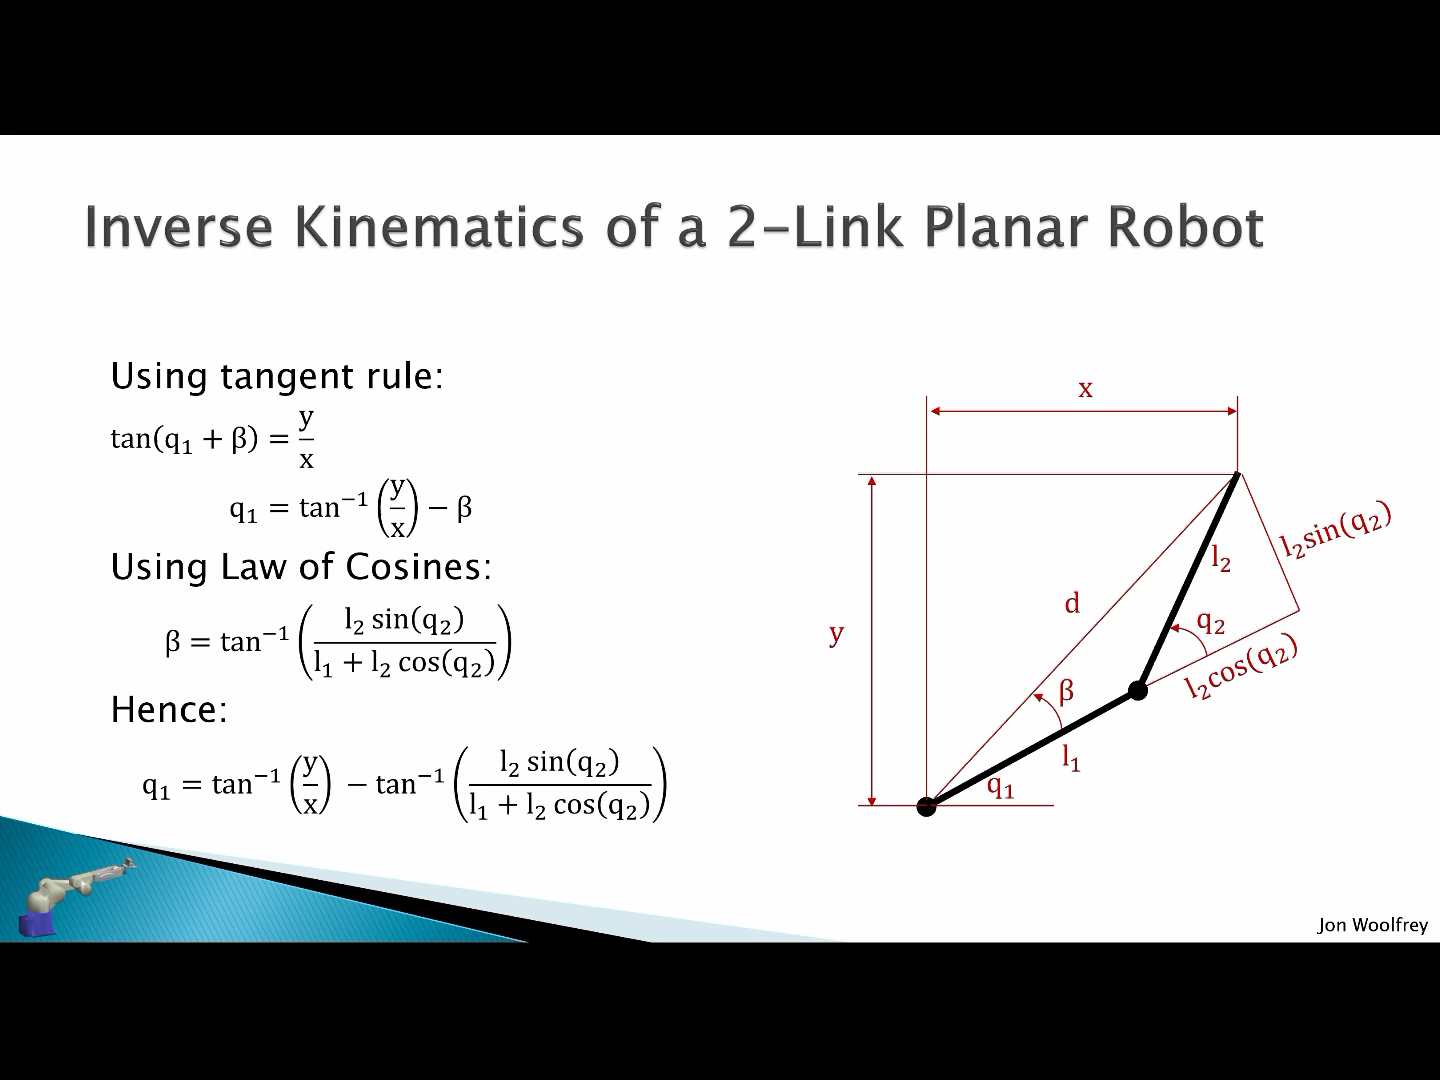 Inverse Kinematics of a 2-Link Planar Robot
Using tangent rule:
tan(q₁ + β) = y/x
q₁ = tan⁻¹(y/x) − β
Using Law of Cosines:
β = tan⁻¹(l₂ sin(q₂) / l₁ + l₂ cos(q₂))
Hence:
q₁ = tan⁻¹(y/x) − tan⁻¹(l₂ sin(q₂) / l₁ + l₂ cos(q₂))
x
l₂sin(q₂)
l₂
d
q₂
y
l₂cos(q₂)
β
l₁
q₁
Jon Woolfrey